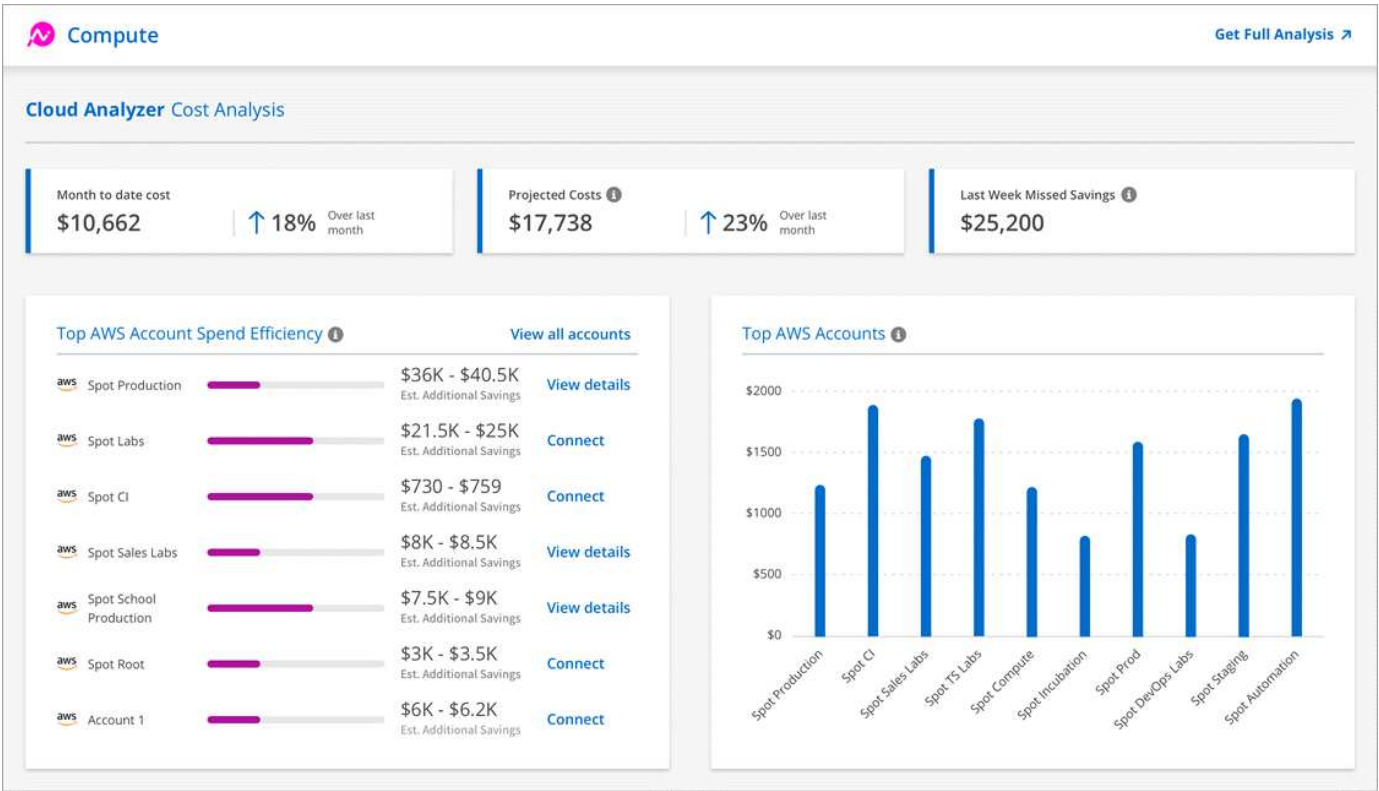 Compute
Get Full Analysis
Cloud Analyzer Cost Analysis
Month to date cost
$10,662
18%
Over last
month
Projected Costs
$17,738
23%
Over last
month
Last Week Missed Savings
$25,200
Top AWS Account Spend Efficiency
View all accounts
aws Spot Production
$36K - $40.5K
Est. Additional Savings
View details
aws Spot Labs
$21.5K - $25K
Est. Additional Savings
Connect
aws Spot CI
$730 - $759
Est. Additional Savings
Connect
aws Spot Sales Labs
$8K - $8.5K
Est. Additional Savings
View details
aws Spot School
Production
$7.5K - $9K
Est. Additional Savings
View details
aws Spot Root
$3K - $3.5K
Est. Additional Savings
Connect
aws Account 1
$6K - $6.2K
Est. Additional Savings
Connect
Top AWS Accounts
$2000
$1500
$1000
$500
$0
Spot Production
Spot CI
Spot Sales Labs
Spot TS Labs
Spot Compute
Spot Incubation
Spot Prod
Spot DevOps Labs
Spot Staging
Spot Automation